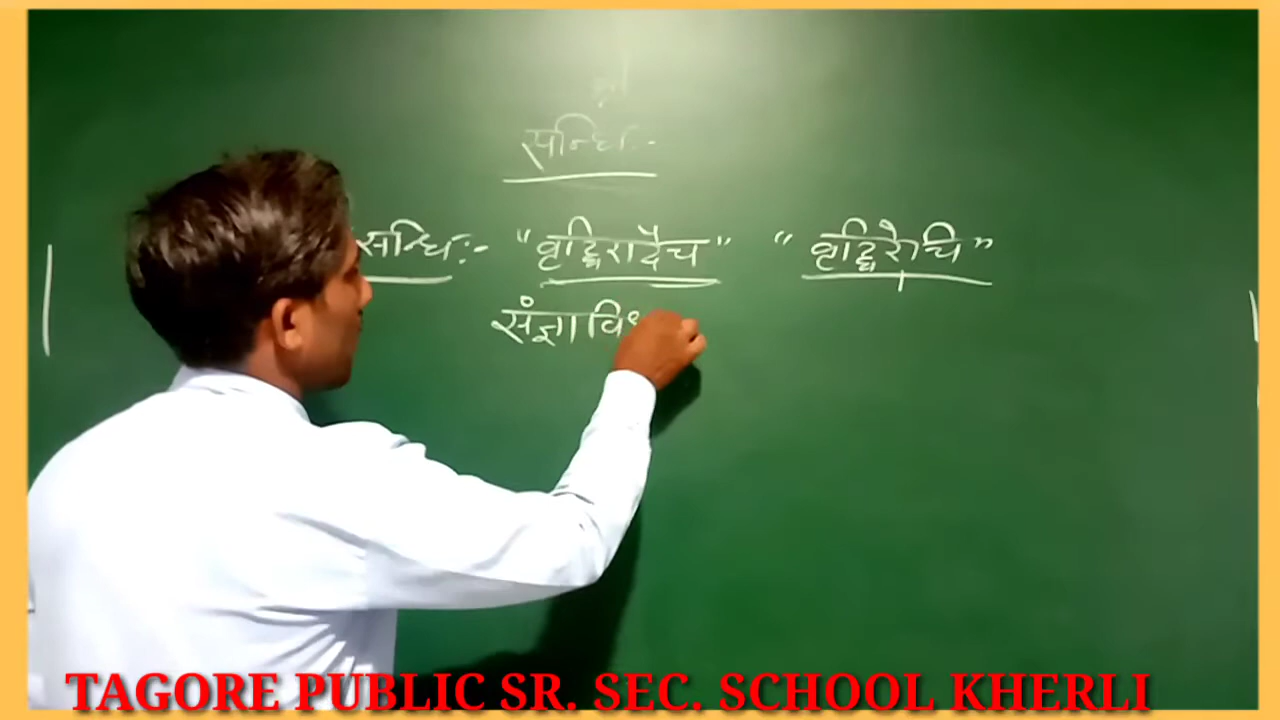 सन्धिः-
सन्धिः- "वृद्धिरादैच" "वृद्धिरेचि"
संज्ञा
TAGORE PUBLIC SR. SEC. SCHOOL KHERLI